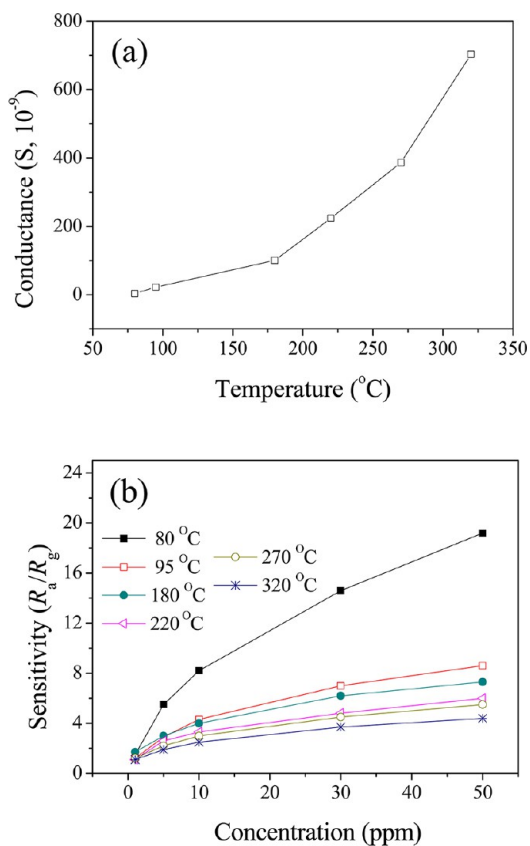 800
(a)
600
400
200
0
Conductance (S, 10⁻⁹)
50 100 150 200 250 300 350
Temperature (°C)
24
(b)
20
80 °C
270 °C
16
95 °C
320 °C
180 °C
12
220 °C
8
4
0
Sensitivity (Ra/Rg)
0 10 20 30 40 50
Concentration (ppm)